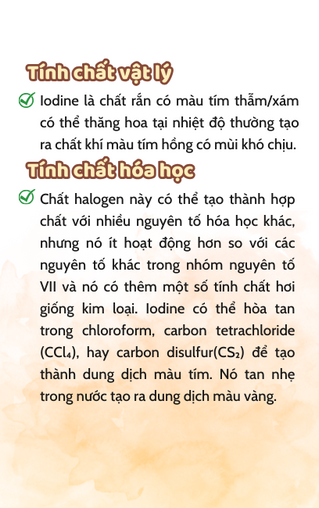 Tính chất vật lý
Iodine là chất rắn có màu tím thẫm/xám
có thể thăng hoa tại nhiệt độ thường tạo
ra chất khí màu tím hồng có mùi khó chịu.
Tính chất hóa học
Chất halogen này có thể tạo thành hợp
chất với nhiều nguyên tố hóa học khác,
nhưng nó ít hoạt động hơn so với các
nguyên tố khác trong nhóm nguyên tố
VII và nó có thêm một số tính chất hơi
giống kim loại. Iodine có thể hòa tan
trong chloroform, carbon tetrachloride
(CCl₄), hay carbon disulfur(CS₂) để tạo
thành dung dịch màu tím. Nó tan nhẹ
trong nước tạo ra dung dịch màu vàng.